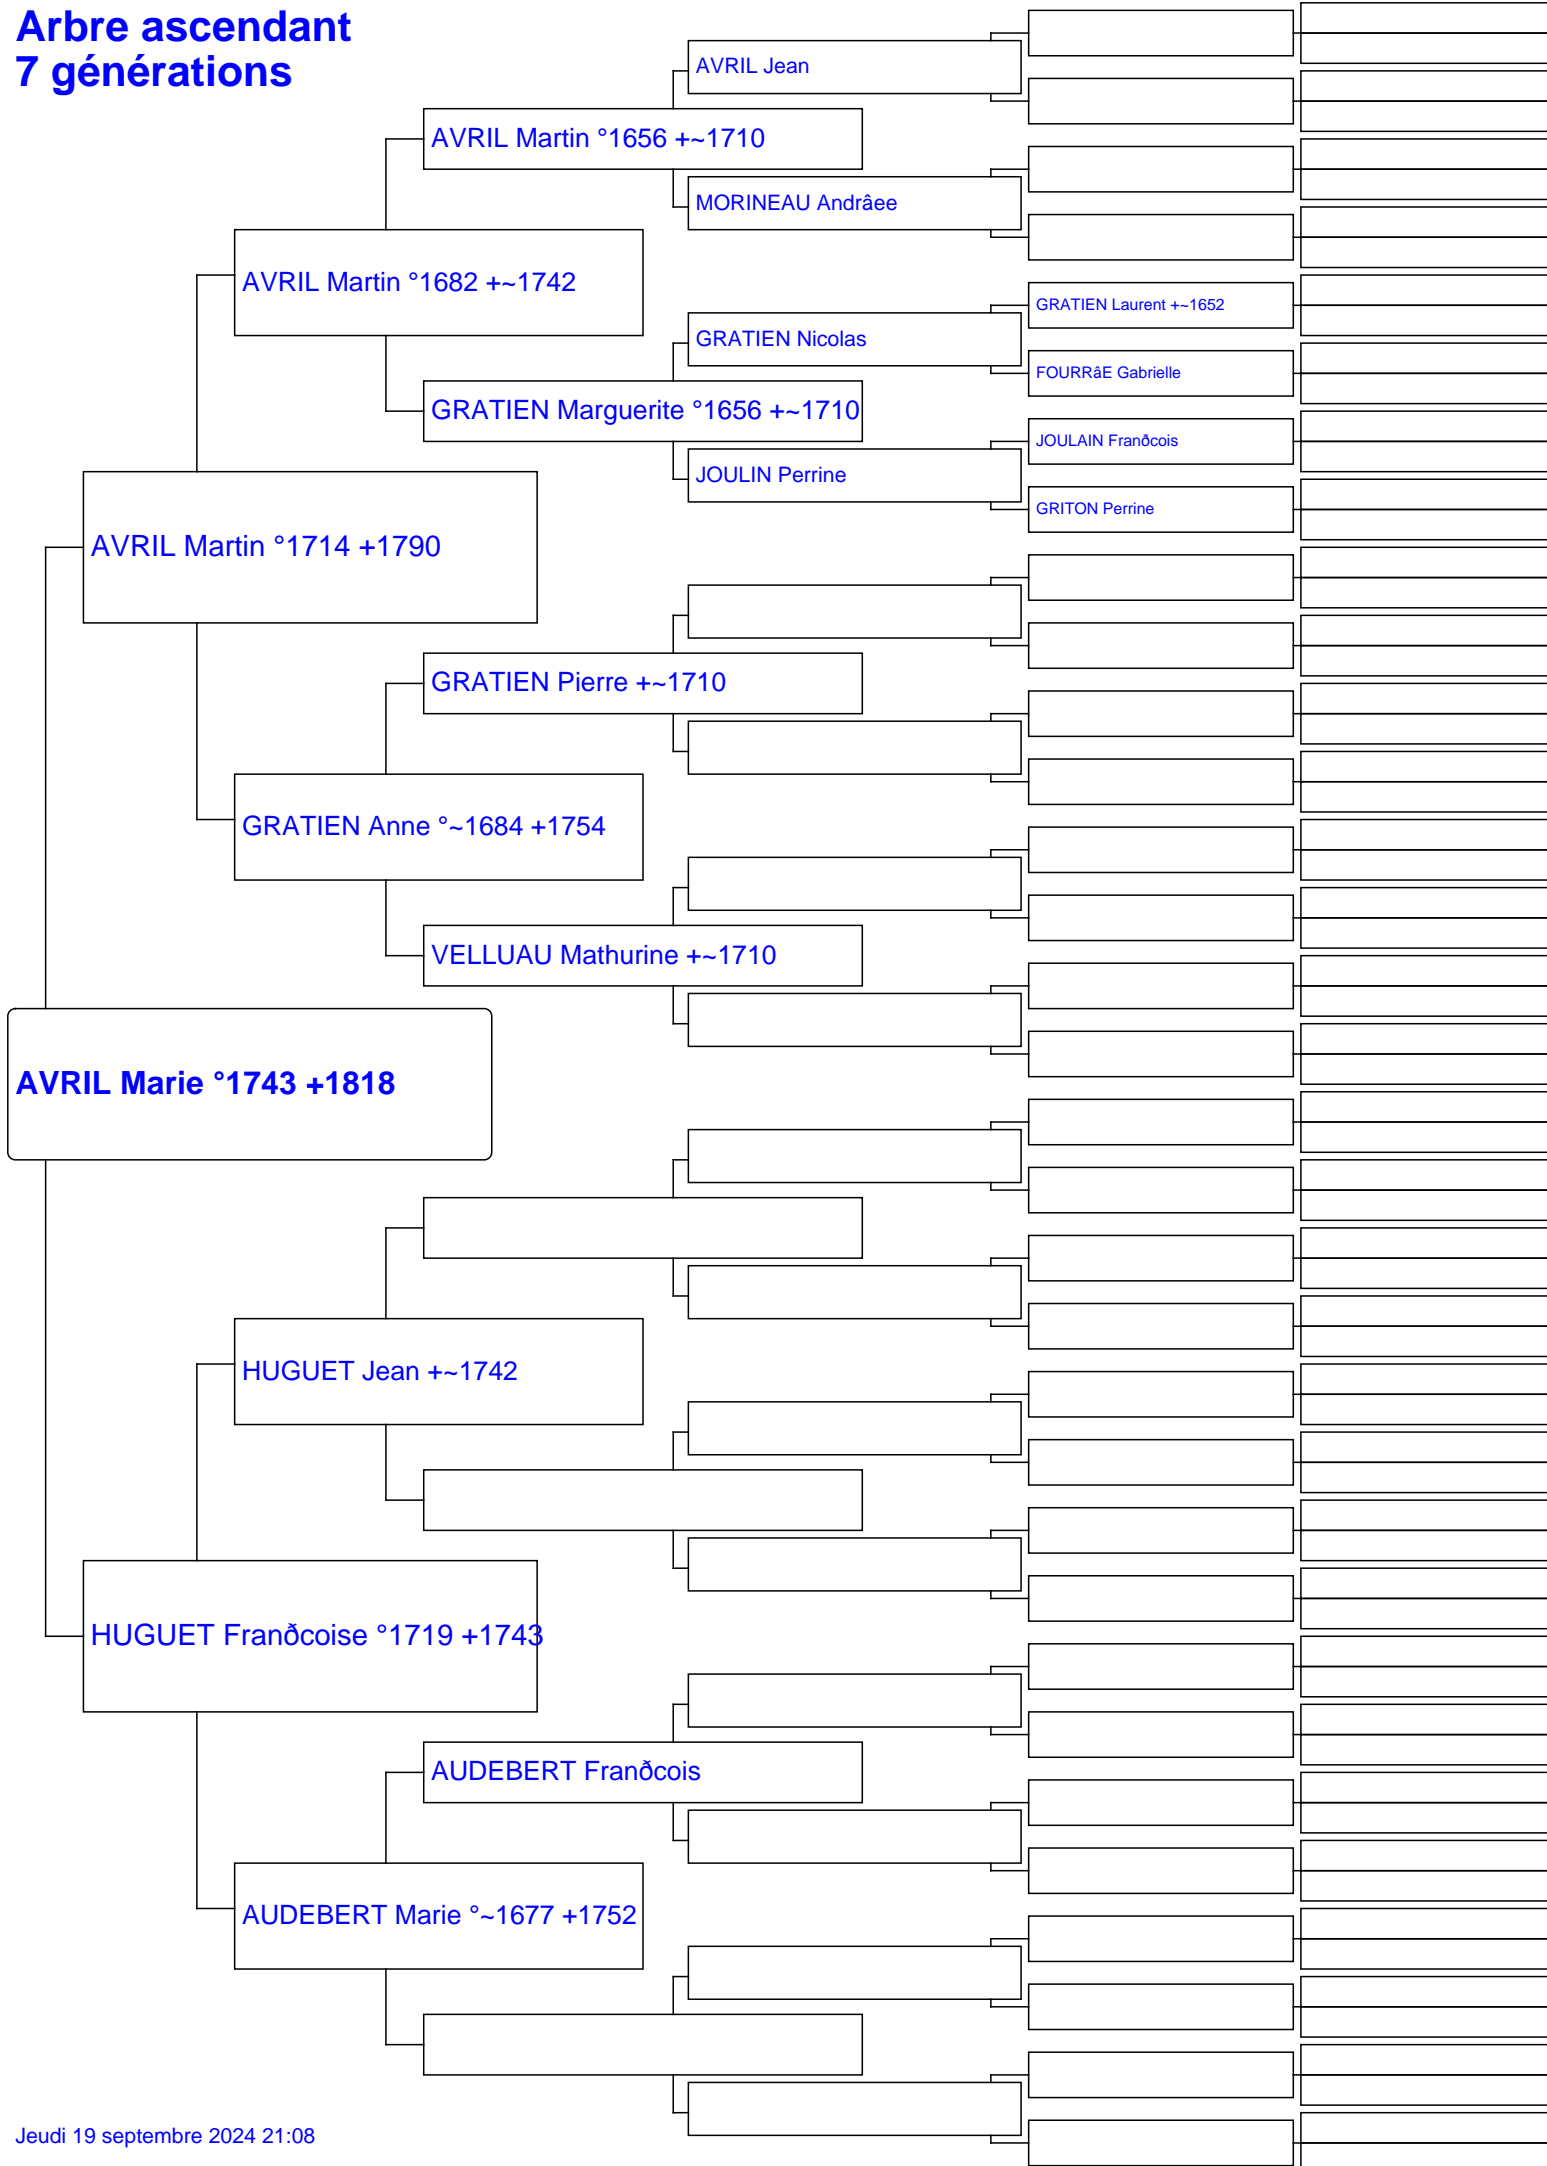 Arbre ascendant
7 générations
AVRIL Jean
AVRIL Martin °1656 +~1710
MORINEAU Andrâee
AVRIL Martin °1682 +~1742
GRATIEN Laurent +~1652
GRATIEN Nicolas
FOURRâE Gabrielle
GRATIEN Marguerite °1656 +~1710
JOULAIN Franðcois
JOULIN Perrine
GRITON Perrine
AVRIL Martin °1714 +1790
GRATIEN Pierre +~1710
GRATIEN Anne °~1684 +1754
VELLUAU Mathurine +~1710
AVRIL Marie °1743 +1818
HUGUET Jean +~1742
HUGUET Franðcoise °1719 +1743
AUDEBERT Franðcois
AUDEBERT Marie °~1677 +1752
Jeudi 19 septembre 2024 21:08